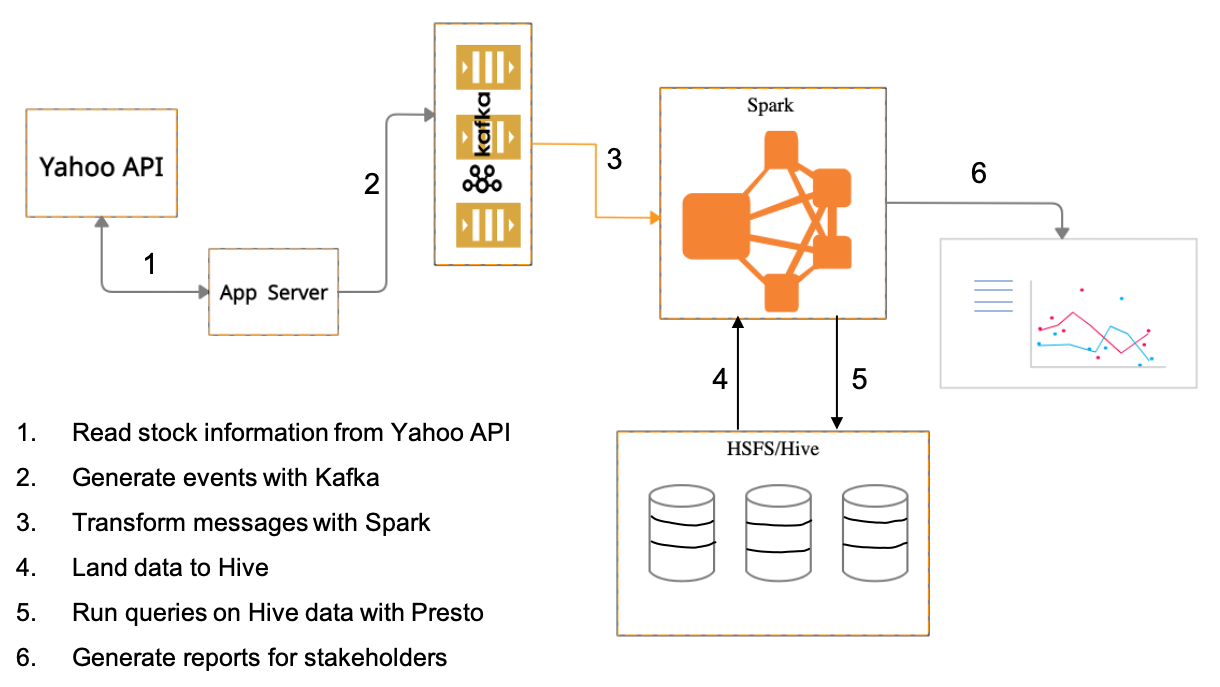 Yahoo API
1
App Server
2
kafka
3
Spark
6
4
5
HSFS/Hive
1. Read stock information from Yahoo API
2. Generate events with Kafka
3. Transform messages with Spark
4. Land data to Hive
5. Run queries on Hive data with Presto
6. Generate reports for stakeholders